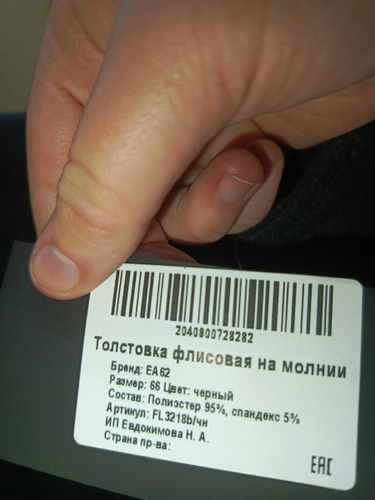 2040800728282
Толстовка флисовая на молнии
Бренд: EA62
Размер: 66 Цвет: черный
Состав: Полиэстер 95%, спандекс 5%
Артикул: FL3218b/чн
ИП Евдокимова Н. А.
Страна пр-ва:
EAC